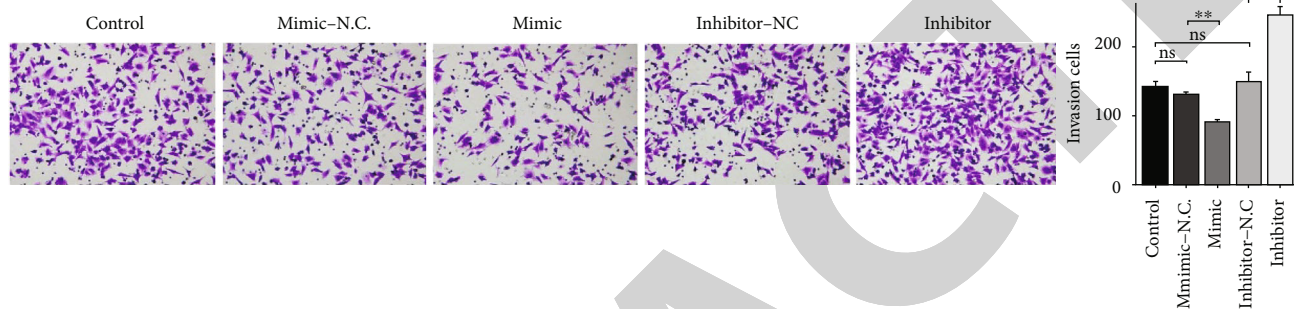 Control Mimic–N.C. Mimic Inhibitor–NC Inhibitor
Invasion cells
200
100
0
**
ns
ns
Control
Mmimic–N.C.
Mimic
Inhibitor–N.C
Inhibitor